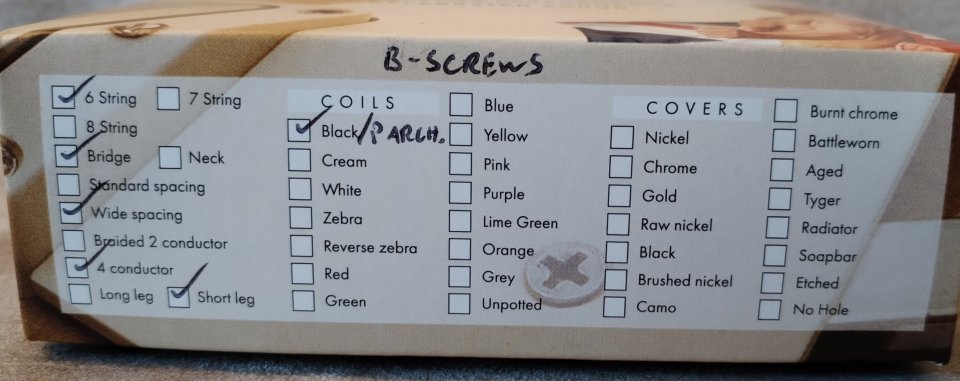 B-SCREWS
6 String 7 String
8 String
Bridge Neck
Standard spacing
Wide spacing
Braided 2 conductor
4 conductor
Long leg Short leg
COILS
Black/PARCH.
Cream
White
Zebra
Reverse zebra
Red
Green
Blue
Yellow
Pink
Purple
Lime Green
Orange
Grey
Unpotted
COVERS
Nickel
Chrome
Gold
Raw nickel
Black
Brushed nickel
Camo
Burnt chrome
Battleworn
Aged
Tyger
Radiator
Soapbar
Etched
No Hole